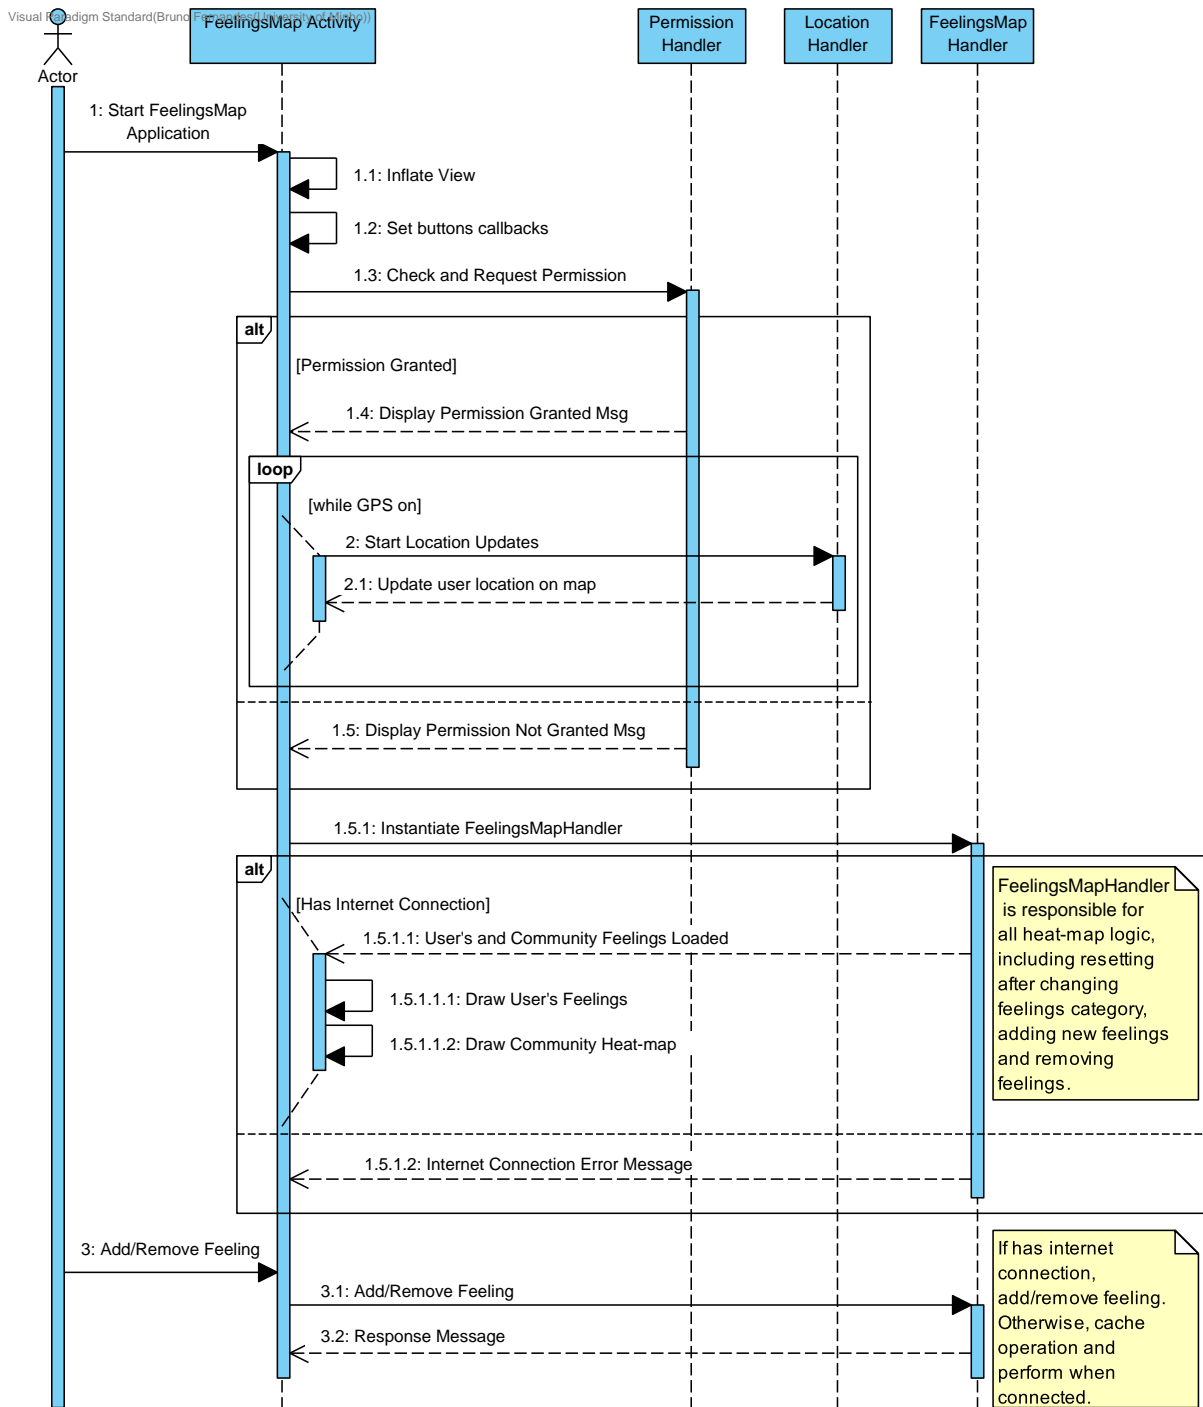 Visual Paradigm Standard(Bruno Fernandes(University of Minho))
Actor
FeelingsMap Activity
Permission
Handler
Location
Handler
FeelingsMap
Handler
1: Start FeelingsMap
Application
1.1: Inflate View
1.2: Set buttons callbacks
1.3: Check and Request Permission
alt
[Permission Granted]
1.4: Display Permission Granted Msg
loop
[while GPS on]
2: Start Location Updates
2.1: Update user location on map
1.5: Display Permission Not Granted Msg
1.5.1: Instantiate FeelingsMapHandler
alt
[Has Internet Connection]
1.5.1.1: User's and Community Feelings Loaded
1.5.1.1.1: Draw User's Feelings
1.5.1.1.2: Draw Community Heat-map
FeelingsMapHandler
is responsible for
all heat-map logic,
including resetting
after changing
feelings category,
adding new feelings
and removing
feelings.
1.5.1.2: Internet Connection Error Message
3: Add/Remove Feeling
3.1: Add/Remove Feeling
3.2: Response Message
If has internet
connection,
add/remove feeling.
Otherwise, cache
operation and
perform when
connected.